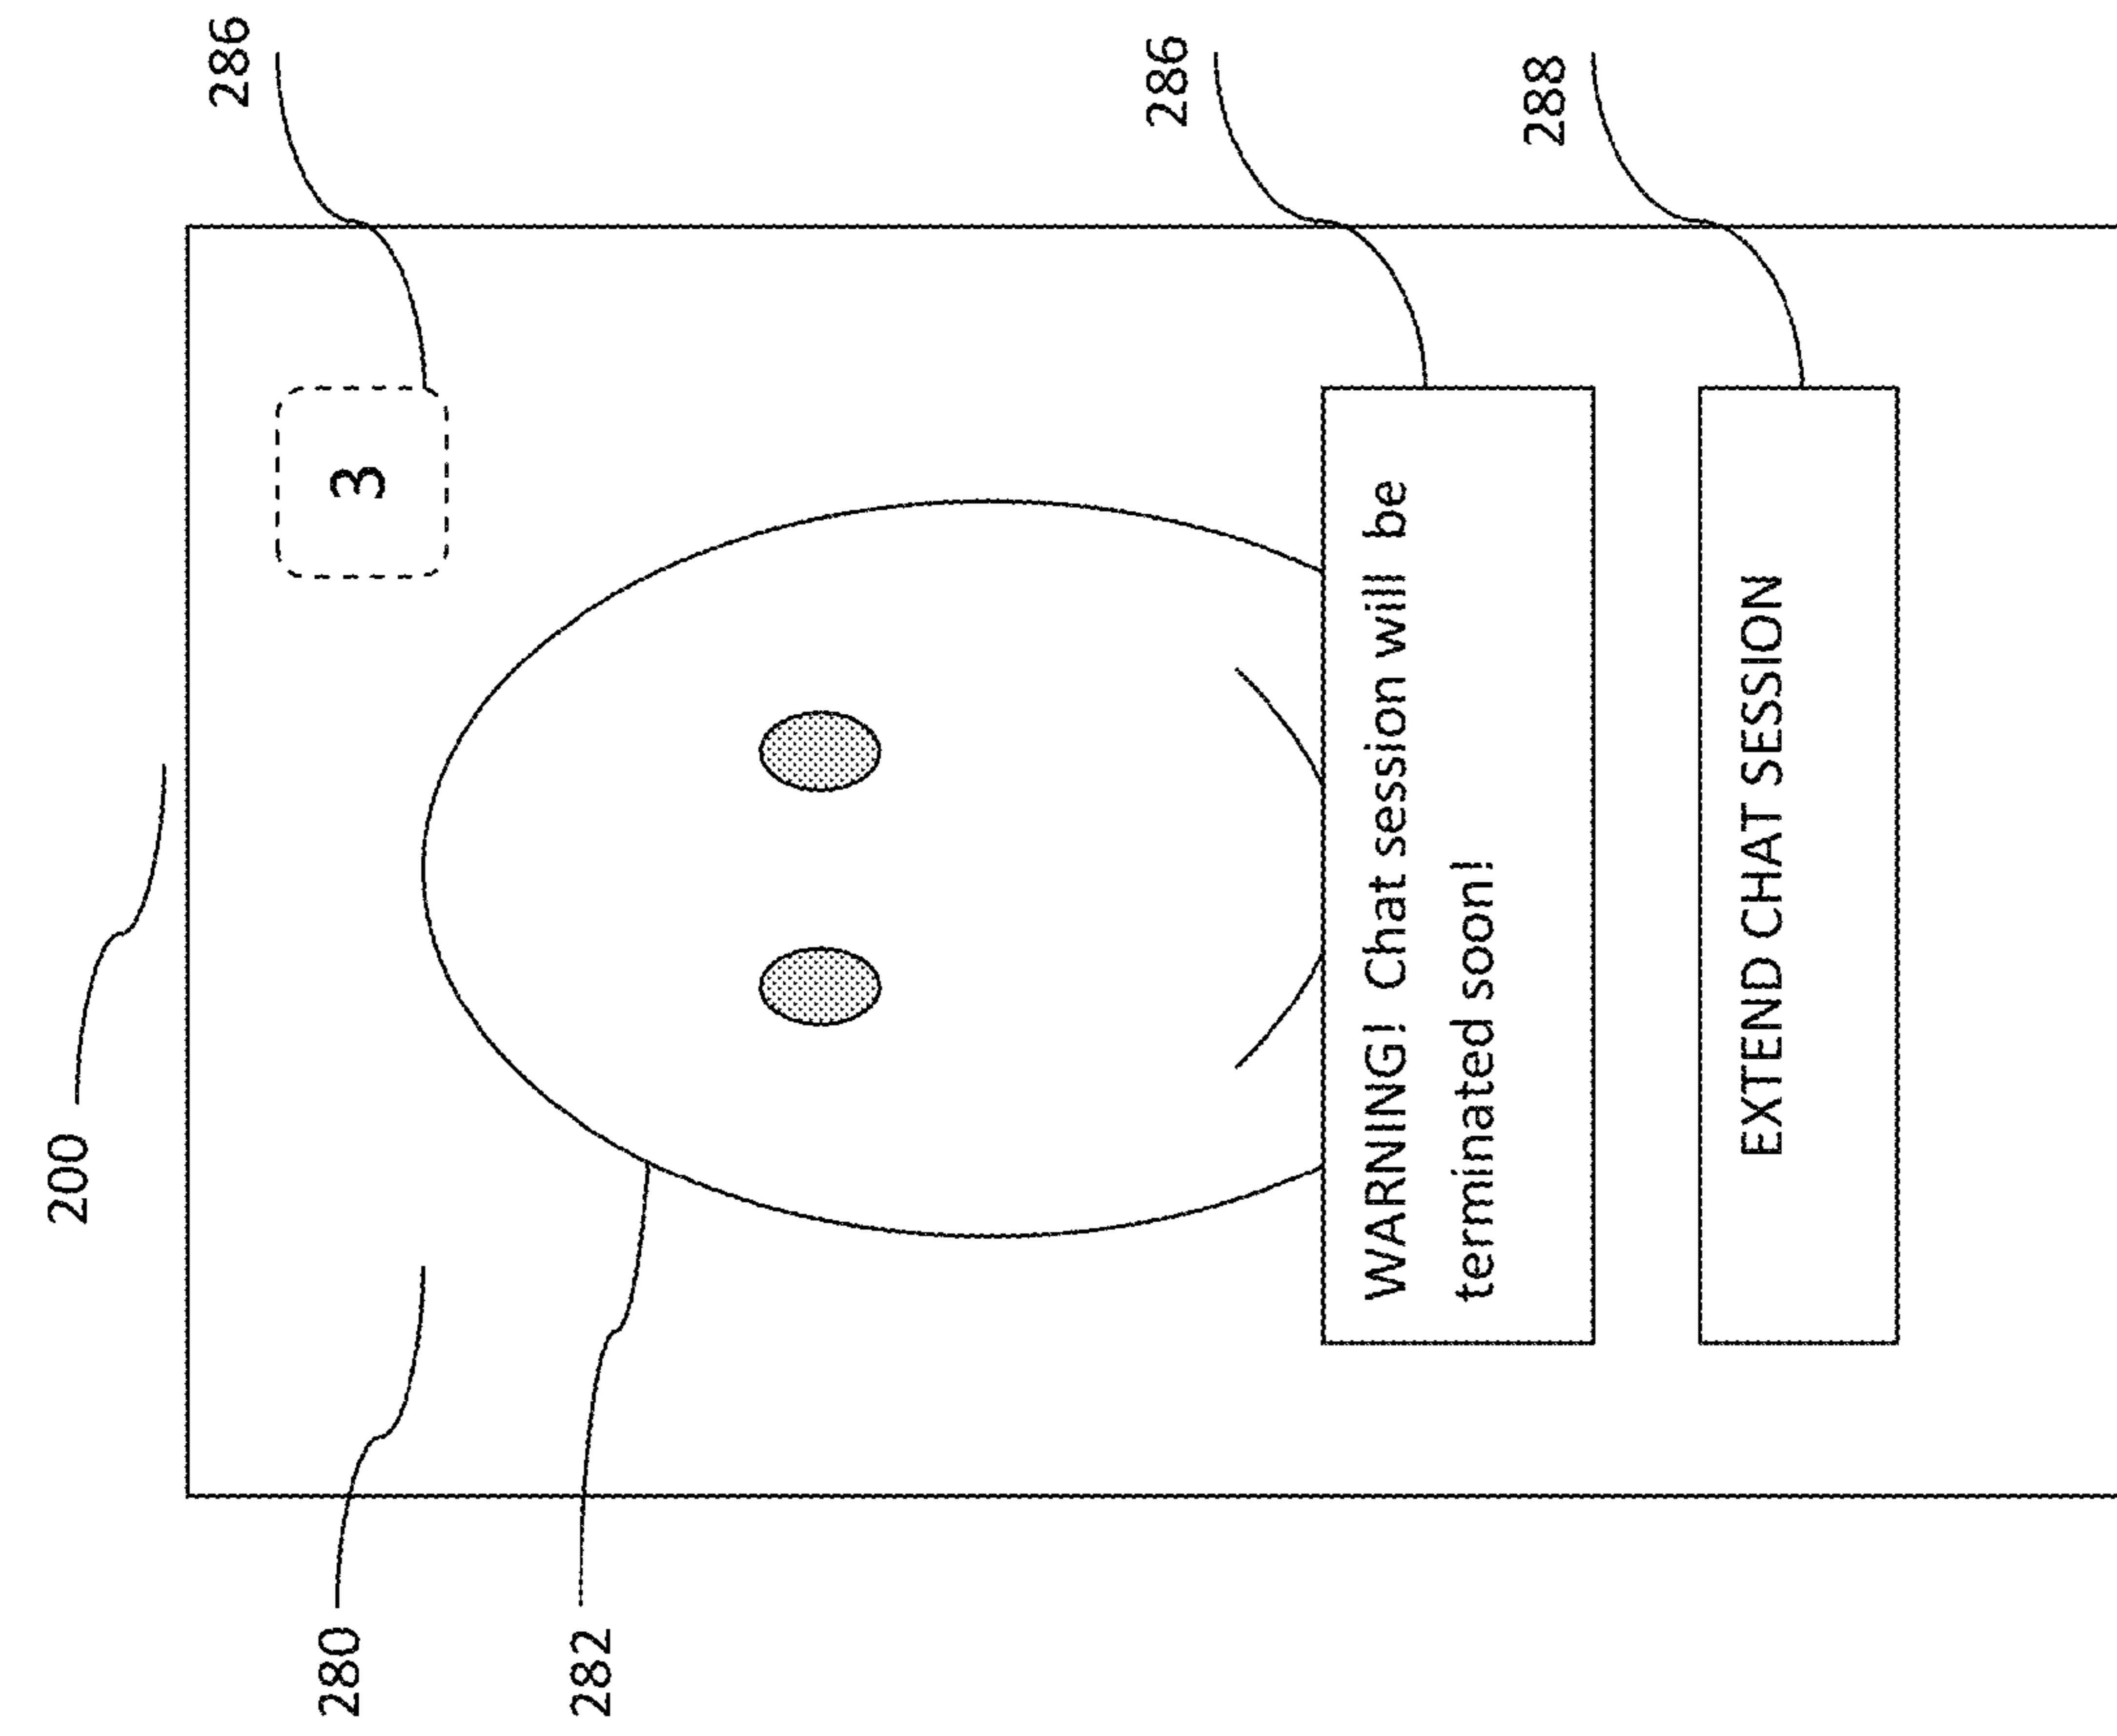 200
286
3
280
282
286
WARNING! Chat session will be
terminated soon!
288
EXTEND CHAT SESSION